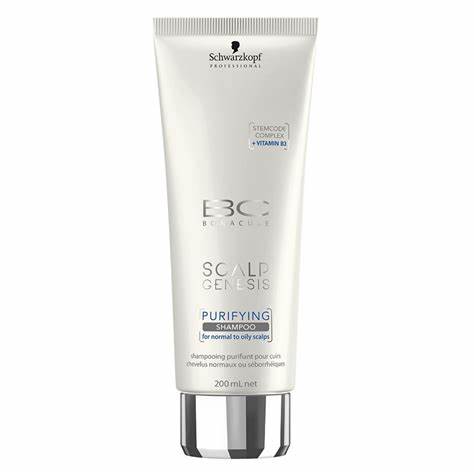 Schwarzkopf
PROFESSIONAL
STEMCODE
COMPLEX
+ VITAMIN B3
BC
BONACURE
SCALP
GENESIS
PURIFYING
SHAMPOO
for normal to oily scalps
shampooing purifiant pour cuirs
chevelus normaux ou séborrhéiques
200 mL net